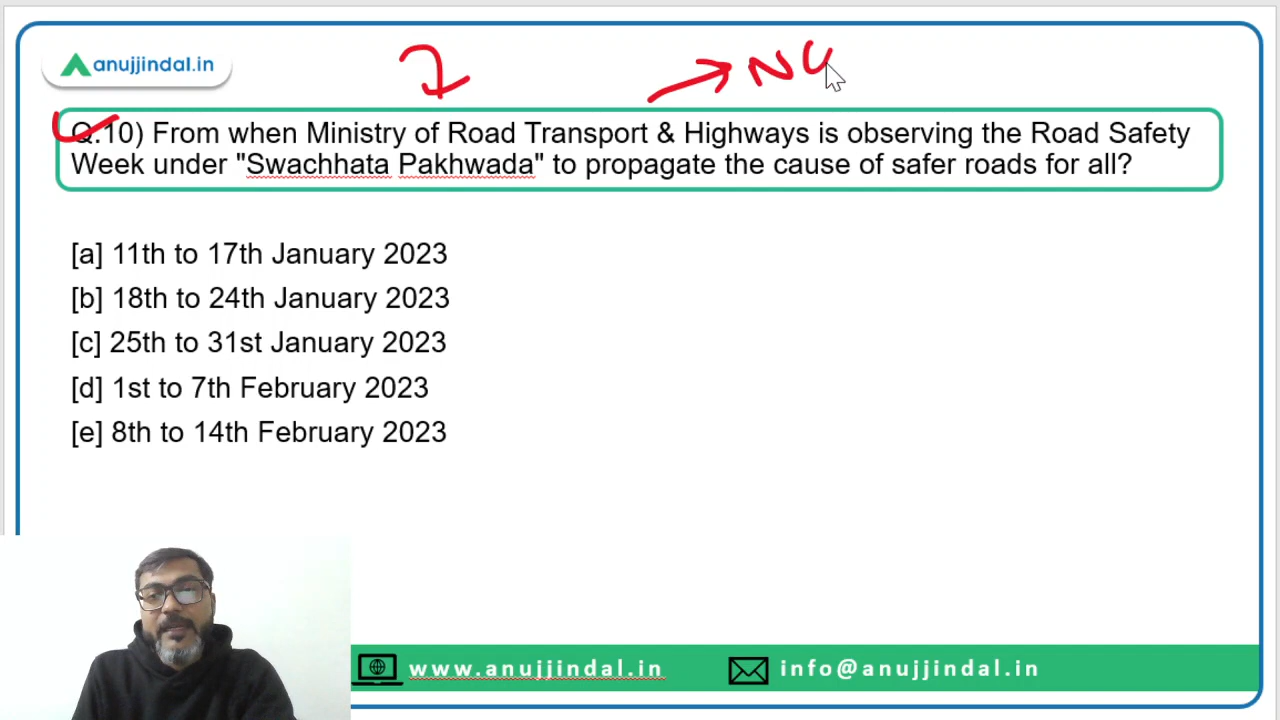 anujjindal.in
Q.10) From when Ministry of Road Transport & Highways is observing the Road Safety
Week under "Swachhata Pakhwada" to propagate the cause of safer roads for all?
[a] 11th to 17th January 2023
[b] 18th to 24th January 2023
[c] 25th to 31st January 2023
[d] 1st to 7th February 2023
[e] 8th to 14th February 2023
www.anujjindal.in
info@anujjindal.in